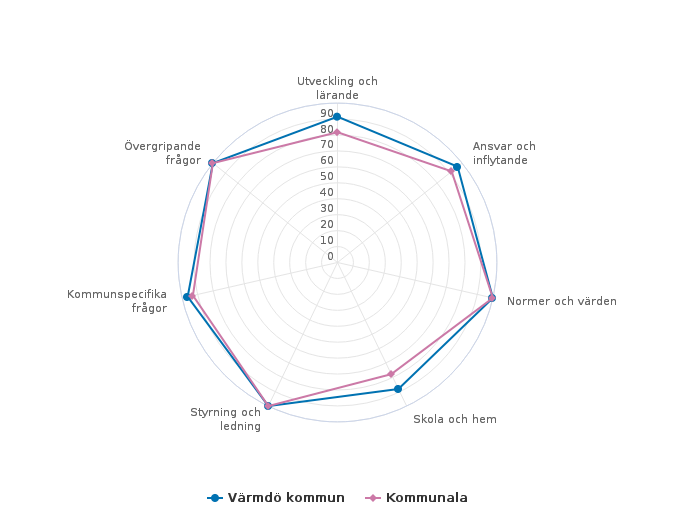 Utveckling och
lärande
Övergripande
frågor
Ansvar och
inflytande
90
80
70
60
50
40
30
20
10
0
Kommunspecifika
frågor
Normer och värden
Styrning och
ledning
Skola och hem
Värmdö kommun
Kommunala